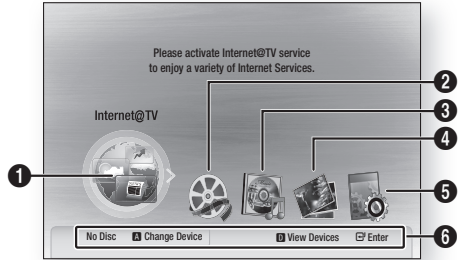 Please activate Internet@TV service
to enjoy a variety of Internet Services.
Internet@TV
1
2
3
4
5
6
No Disc A Change Device D View Devices Enter